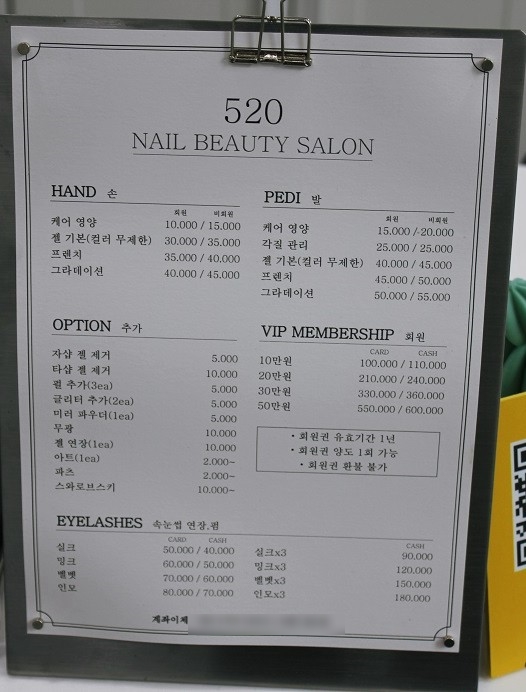 520
NAIL BEAUTY SALON
HAND 손
회원 비회원
케어 영양 10.000 / 15.000
젤 기본(컬러 무제한) 30.000 / 35.000
프렌치 35.000 / 40.000
그라데이션 40.000 / 45.000
PEDI 발
회원 비회원
케어 영양 15.000 / 20.000
각질 관리 25.000 / 25.000
젤 기본(컬러 무제한) 40.000 / 45.000
프렌치 45.000 / 50.000
그라데이션 50.000 / 55.000
OPTION 추가
자샵 젤 제거 5.000
타샵 젤 제거 10.000
펄 추가(3ea) 5.000
글리터 추가(2ea) 5.000
미러 파우더(1ea) 5.000
무광 10.000
젤 연장(1ea) 10.000
아트(1ea) 2.000~
파츠 2.000~
스와로브스키 10.000~
VIP MEMBERSHIP 회원
CARD CASH
10만원 100.000 / 110.000
20만원 210.000 / 240.000
30만원 330.000 / 360.000
50만원 550.000 / 600.000
· 회원권 유효기간 1년
· 회원권 양도 1회 가능
· 회원권 환불 불가
EYELASHES 속눈썹 연장.펌
CARD CASH
실크 50.000 / 40.000
밍크 60.000 / 50.000
벨벳 70.000 / 60.000
인모 80.000 / 70.000
CASH
실크x3 90.000
밍크x3 120.000
벨벳x3 150.000
인모x3 180.000
계좌이체